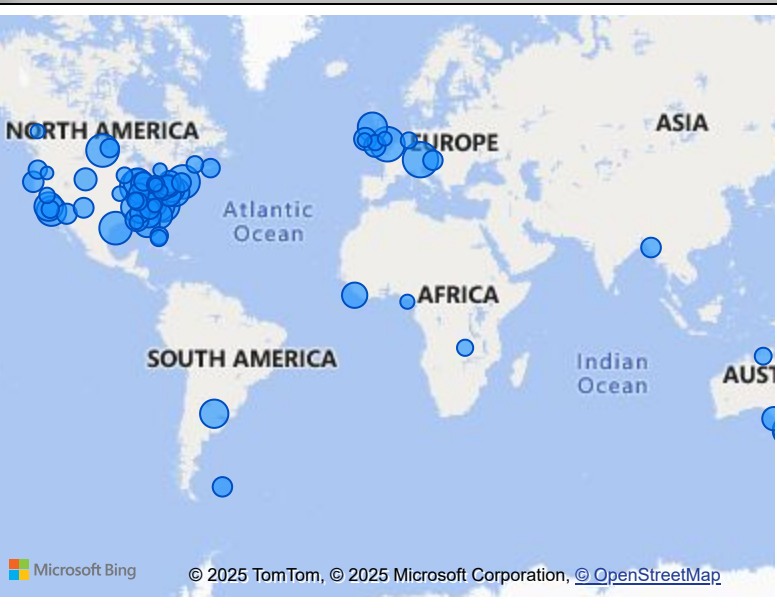 NORTH AMERICA
EUROPE
ASIA
Atlantic
Ocean
AFRICA
SOUTH AMERICA
Indian
Ocean
AUST
Microsoft Bing
© 2025 TomTom, © 2025 Microsoft Corporation, © OpenStreetMap